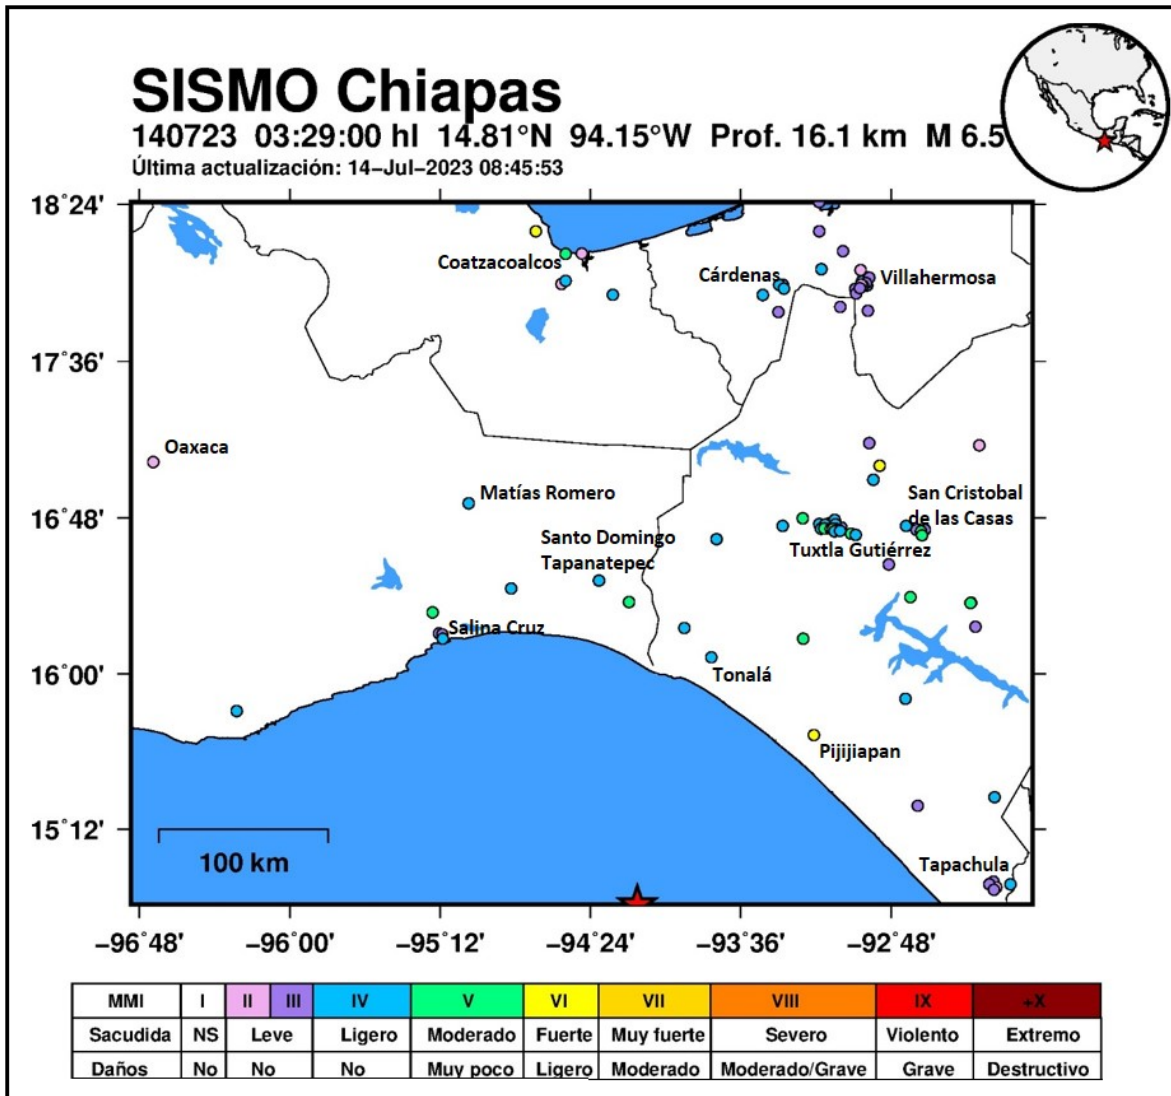 SISMO Chiapas
140723 03:29:00 hl 14.81°N 94.15°W Prof. 16.1 km M 6.5
Última actualización: 14-Jul-2023 08:45:53
18°24'
Coatzacoalcos
Cárdenas
Villahermosa
17°36'
Oaxaca
Matías Romero
San Cristobal
de las Casas
16°48'
Santo Domingo
Tapanatepec
Tuxtla Gutiérrez
Salina Cruz
16°00'
Tonalá
Pijijiapan
15°12'
100 km
Tapachula
-96°48' -96°00' -95°12' -94°24' -93°36' -92°48'
MMI I II III IV V VI VII VIII IX +X
Sacudida NS Leve Ligero Moderado Fuerte Muy fuerte Severo Violento Extremo
Daños No No No Muy poco Ligero Moderado Moderado/Grave Grave Destructivo